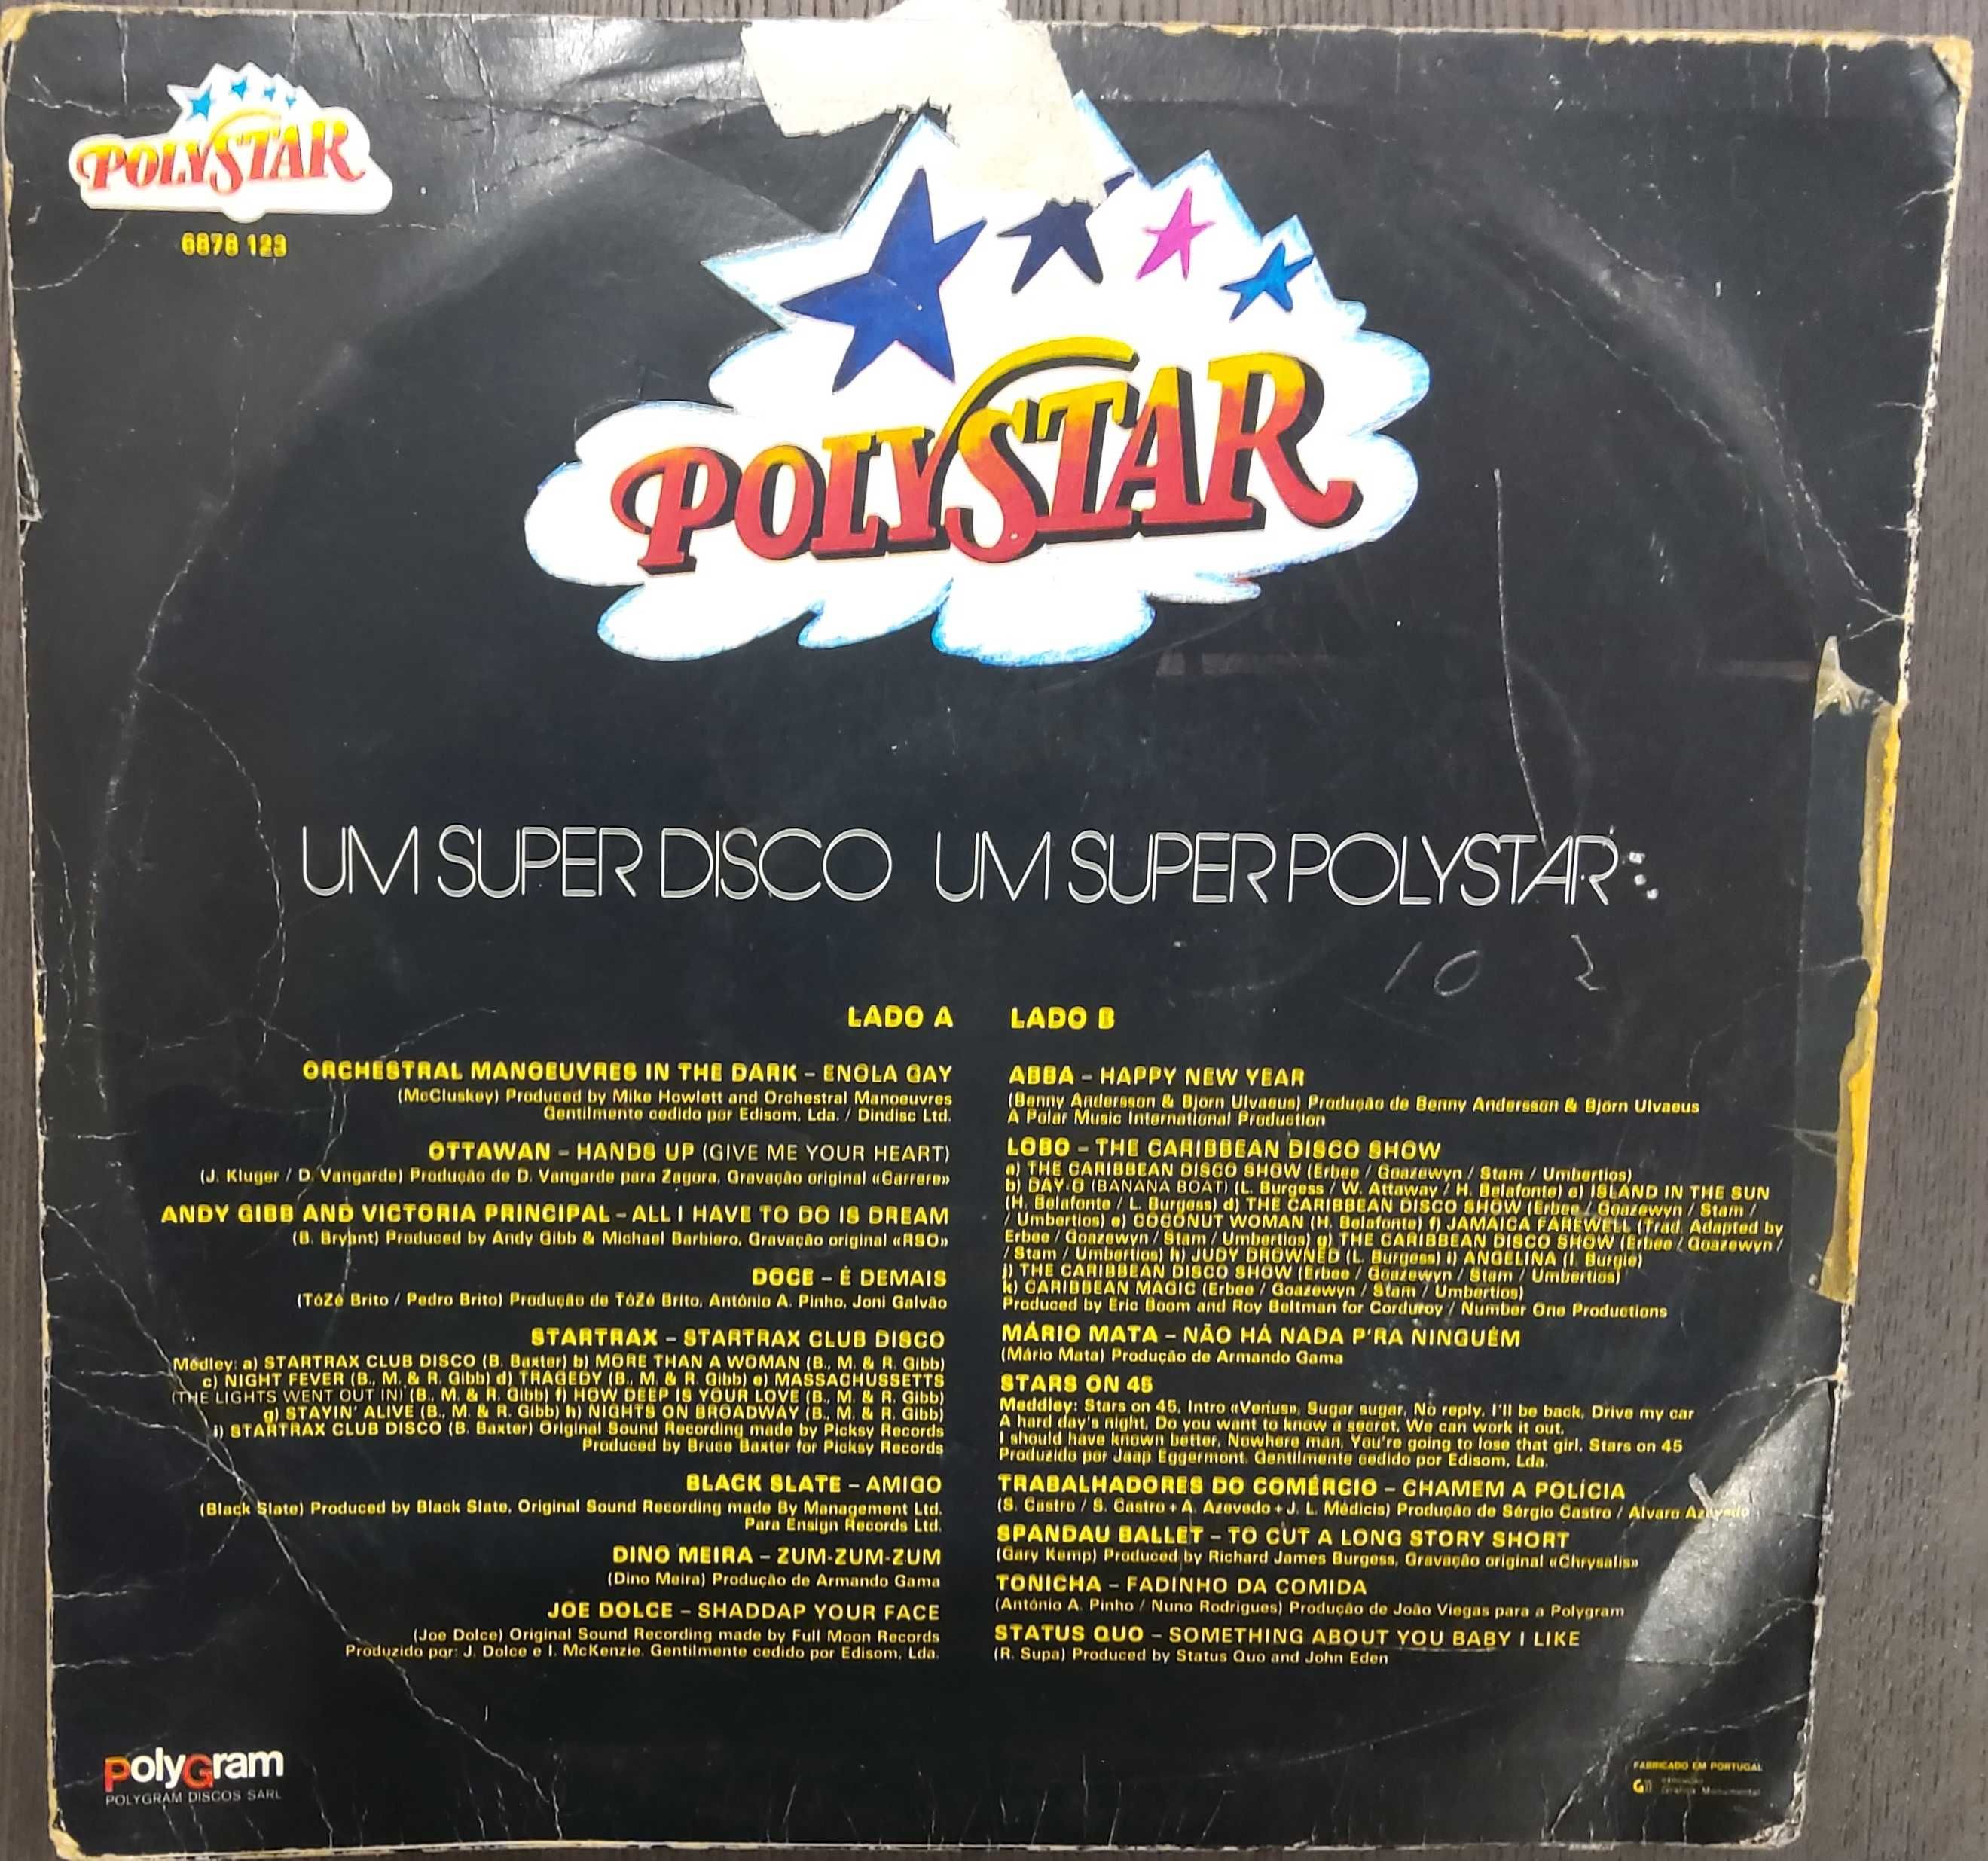 POLYSTAR
6878 123
POLYSTAR
UM SUPER DISCO UM SUPER POLYSTAR
10 2
LADO A
ORCHESTRAL MANOEUVRES IN THE DARK – ENOLA GAY
(McCluskey) Produced by Mike Howlett and Orchestral Manoeuvres
Gentilmente cedido por Edisom, Lda. / Dindisc Ltd.
OTTAWAN – HANDS UP (GIVE ME YOUR HEART)
(J. Kluger / D. Vangarde) Produção de D. Vangarde para Zagora, Gravação original «Carrere»
ANDY GIBB AND VICTORIA PRINCIPAL – ALL I HAVE TO DO IS DREAM
(B. Bryant) Produced by Andy Gibb & Michael Barbiero, Gravação original «RSO»
DOCE – É DEMAIS
(TóZé Brito / Pedro Brito) Produção de TóZé Brito, António A. Pinho, Joni Galvão
STARTRAX – STARTRAX CLUB DISCO
Medley: a) STARTRAX CLUB DISCO (B. Baxter) b) MORE THAN A WOMAN (B., M. & R. Gibb)
c) NIGHT FEVER (B., M. & R. Gibb) d) TRAGEDY (B., M. & R. Gibb) e) MASSACHUSSETTS
(THE LIGHTS WENT OUT IN) (B., M. & R. Gibb) f) HOW DEEP IS YOUR LOVE (B., M. & R. Gibb)
g) STAYIN' ALIVE (B., M. & R. Gibb) h) NIGHTS ON BROADWAY (B., M. & R. Gibb)
i) STARTRAX CLUB DISCO (B. Baxter) Original Sound Recording made by Picksy Records
Produced by Bruce Baxter for Picksy Records
BLACK SLATE – AMIGO
(Black Slate) Produced by Black Slate, Original Sound Recording made By Management Ltd.
Para Ensign Records Ltd.
DINO MEIRA – ZUM-ZUM-ZUM
(Dino Meira) Produção de Armando Gama
JOE DOLCE – SHADDAP YOUR FACE
(Joe Dolce) Original Sound Recording made by Full Moon Records
Produzido por: J. Dolce e I. McKenzie. Gentilmente cedido por Edisom, Lda.
LADO B
ABBA – HAPPY NEW YEAR
(Benny Andersson & Bjorn Ulvaeus) Produção de Benny Andersson & Bjorn Ulvaeus
A Polar Music International Production
LOBO – THE CARIBBEAN DISCO SHOW
a) THE CARIBBEAN DISCO SHOW (Erbee / Goazewyn / Stam / Umbertios)
b) DAY-O (BANANA BOAT) (L. Burgess / W. Attaway / H. Belafonte) c) ISLAND IN THE SUN
(H. Belafonte / L. Burgess) d) THE CARIBBEAN DISCO SHOW (Erbee / Goazewyn / Stam /
/ Umbertios) e) COCONUT WOMAN (H. Belafonte) f) JAMAICA FAREWELL (Trad. Adapted by
Erbee / Goazewyn / Stam / Umbertios) g) THE CARIBBEAN DISCO SHOW (Erbee / Goazewyn /
/ Stam / Umbertios) h) JUDY DROWNED (L. Burgess) i) ANGELINA (I. Burgie)
j) THE CARIBBEAN DISCO SHOW (Erbee / Goazewyn / Stam / Umbertios)
k) CARIBBEAN MAGIC (Erbee / Goazewyn / Stam / Umbertios)
Produced by Eric Boom and Roy Beltman for Corduroy / Number One Productions
MÁRIO MATA – NÃO HÁ NADA P'RA NINGUÉM
(Mário Mata) Produção de Armando Gama
STARS ON 45
Meddley: Stars on 45, Intro «Venus», Sugar sugar, No reply, I'll be back, Drive my car
A hard day's night, Do you want to know a secret, We can work it out,
I should have known better, Nowhere man, You're going to lose that girl, Stars on 45
Produzido por Jaap Eggermont. Gentilmente cedido por Edisom, Lda.
TRABALHADORES DO COMÉRCIO – CHAMEM A POLÍCIA
(S. Castro / S. Castro + A. Azevedo + J. L. Médicis) Produção de Sérgio Castro / Álvaro Azevedo
SPANDAU BALLET – TO CUT A LONG STORY SHORT
(Gary Kemp) Produced by Richard James Burgess, Gravação original «Chrysalis»
TONICHA – FADINHO DA COMIDA
(António A. Pinho / Nuno Rodrigues) Produção de João Viegas para a Polygram
STATUS QUO – SOMETHING ABOUT YOU BABY I LIKE
(R. Supa) Produced by Status Quo and John Eden
PolyGram
POLYGRAM DISCOS SARL
FABRICADO EM PORTUGAL
Gráfica Monumental